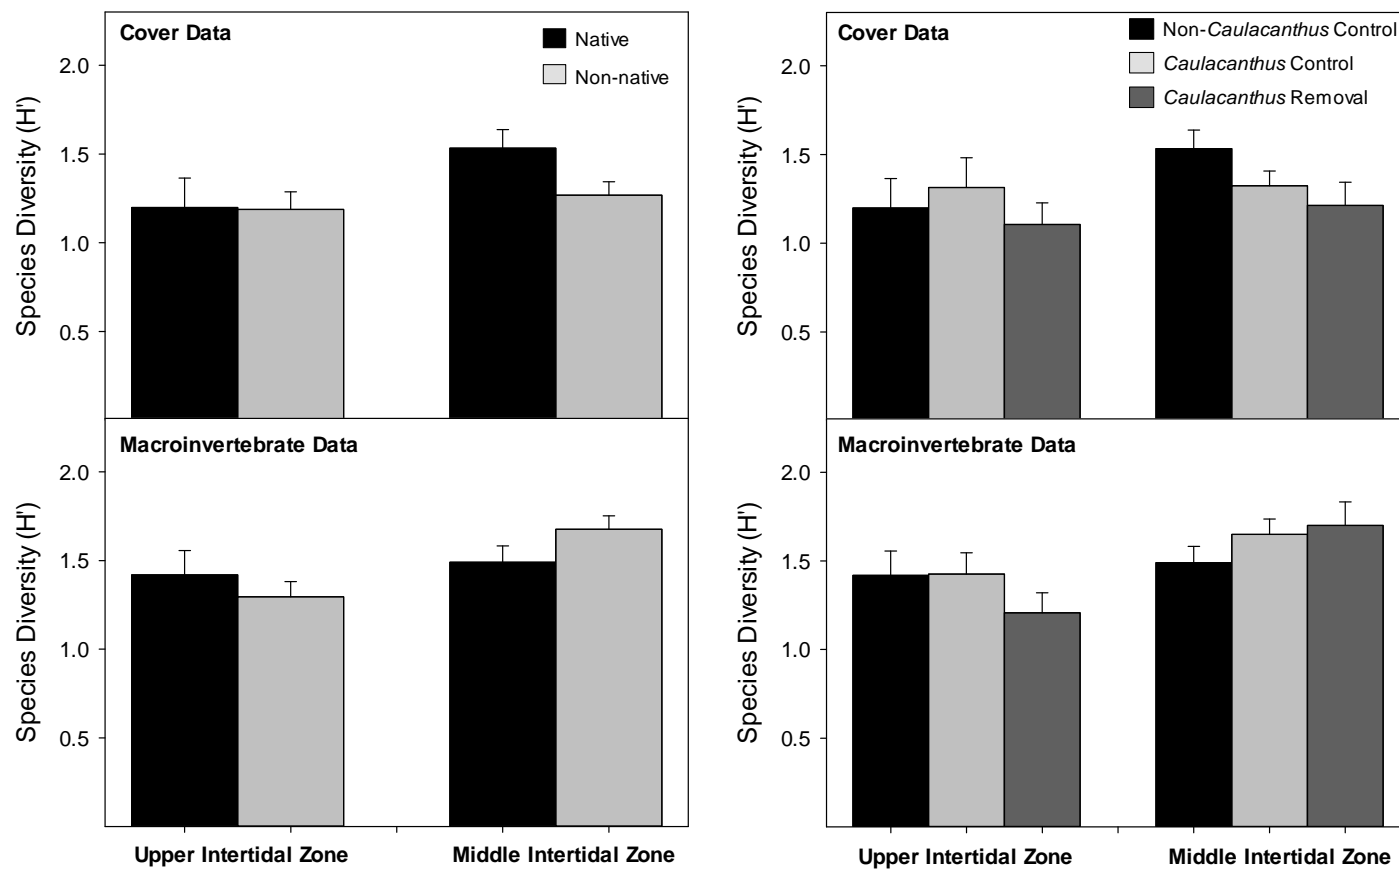 Cover Data
Native
Non-native
2.0
1.5
1.0
0.5
Species Diversity (H')
Macroinvertebrate Data
2.0
1.5
1.0
0.5
Species Diversity (H')
Upper Intertidal Zone
Middle Intertidal Zone
Cover Data
Non-Caulacanthus Control
Caulacanthus Control
Caulacanthus Removal
2.0
1.5
1.0
0.5
Species Diversity (H')
Macroinvertebrate Data
2.0
1.5
1.0
0.5
Species Diversity (H')
Upper Intertidal Zone
Middle Intertidal Zone